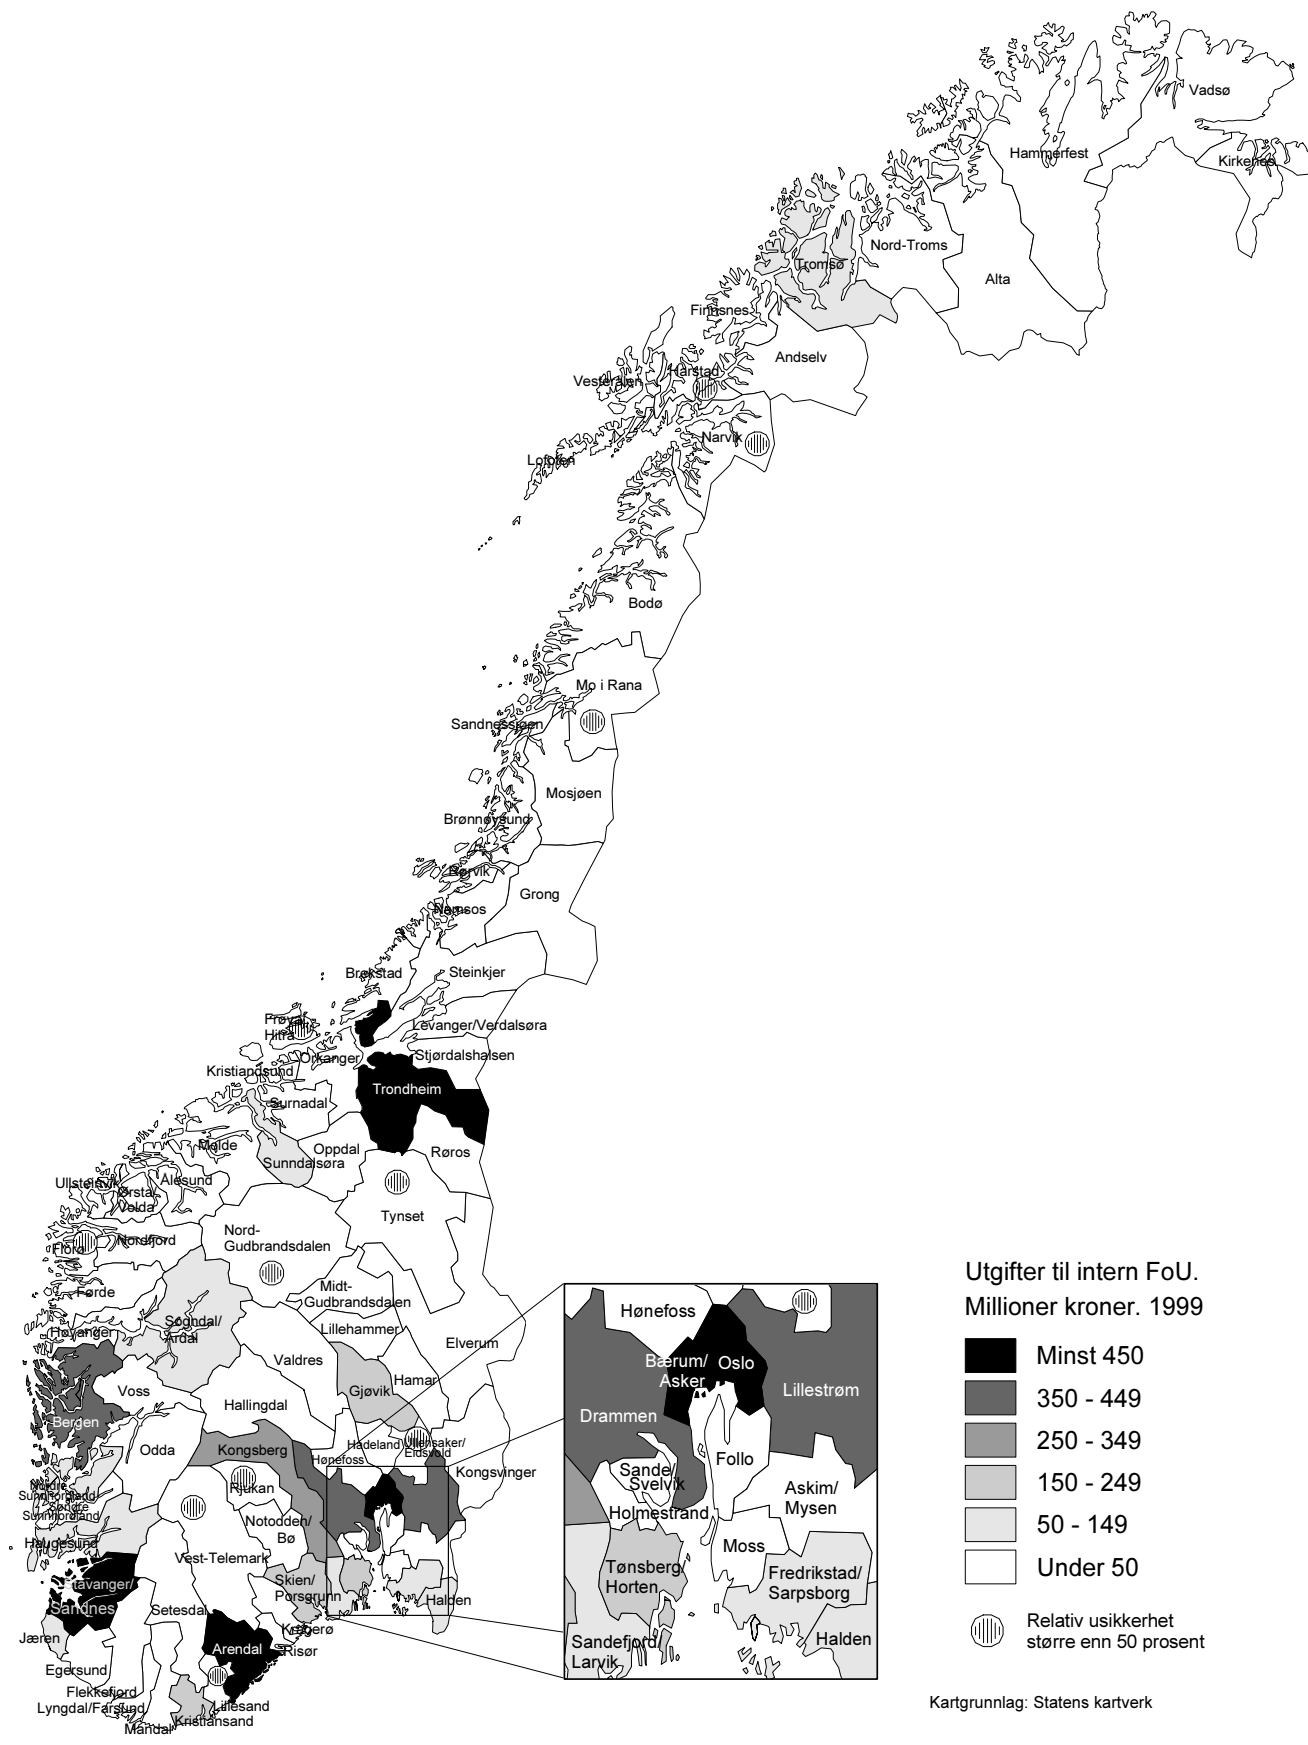 Vadsø
Hammerfest
Kirkenes
Nord-Troms
Tromsø
Alta
Finnsnes
Andselv
Harstad
Vesterålen
Narvik
Lofoten
Bodø
Mo i Rana
Sandnessjøen
Mosjøen
Brønnøysund
Rørvik
Grong
Namsos
Brekstad
Steinkjer
Frøya/
Hitra
Levanger/Verdalsøra
Orkanger
Stjørdalshalsen
Kristiandsund
Trondheim
Surnadal
Molde
Oppdal
Røros
Sunndalsøra
Ullsteinvik
Ålesund
Ørsta/
Volda
Tynset
Nord-
Gudbrandsdalen
Florø
Nordfjord
Midt-
Gudbrandsdalen
Førde
Høyanger
Sogndal/
Årdal
Lillehammer
Elverum
Valdres
Voss
Gjøvik
Hamar
Hallingdal
Bergen
Odda
Kongsberg
Hadeland
Ullensaker/
Eidsvold
Hønefoss
Kongsvinger
Rjukan
Nordre
Sunnhordland
Søndre
Sunnhordland
Notodden/
Bø
Haugesund
Vest-Telemark
Stavanger/
Sandnes
Skien/
Porsgrunn
Setesdal
Halden
Jæren
Arendal
Kragerø
Risør
Egersund
Flekkefjord
Lyngdal/Farsund
Lillesand
Kristiansand
Mandal
Hønefoss
Bærum/
Asker
Oslo
Lillestrøm
Drammen
Follo
Sande/
Svelvik
Askim/
Mysen
Holmestrand
Moss
Tønsberg/
Horten
Fredrikstad/
Sarpsborg
Sandefjord/
Larvik
Halden
Utgifter til intern FoU.
Millioner kroner. 1999
Minst 450
350 - 449
250 - 349
150 - 249
50 - 149
Under 50
Relativ usikkerhet
større enn 50 prosent
Kartgrunnlag: Statens kartverk